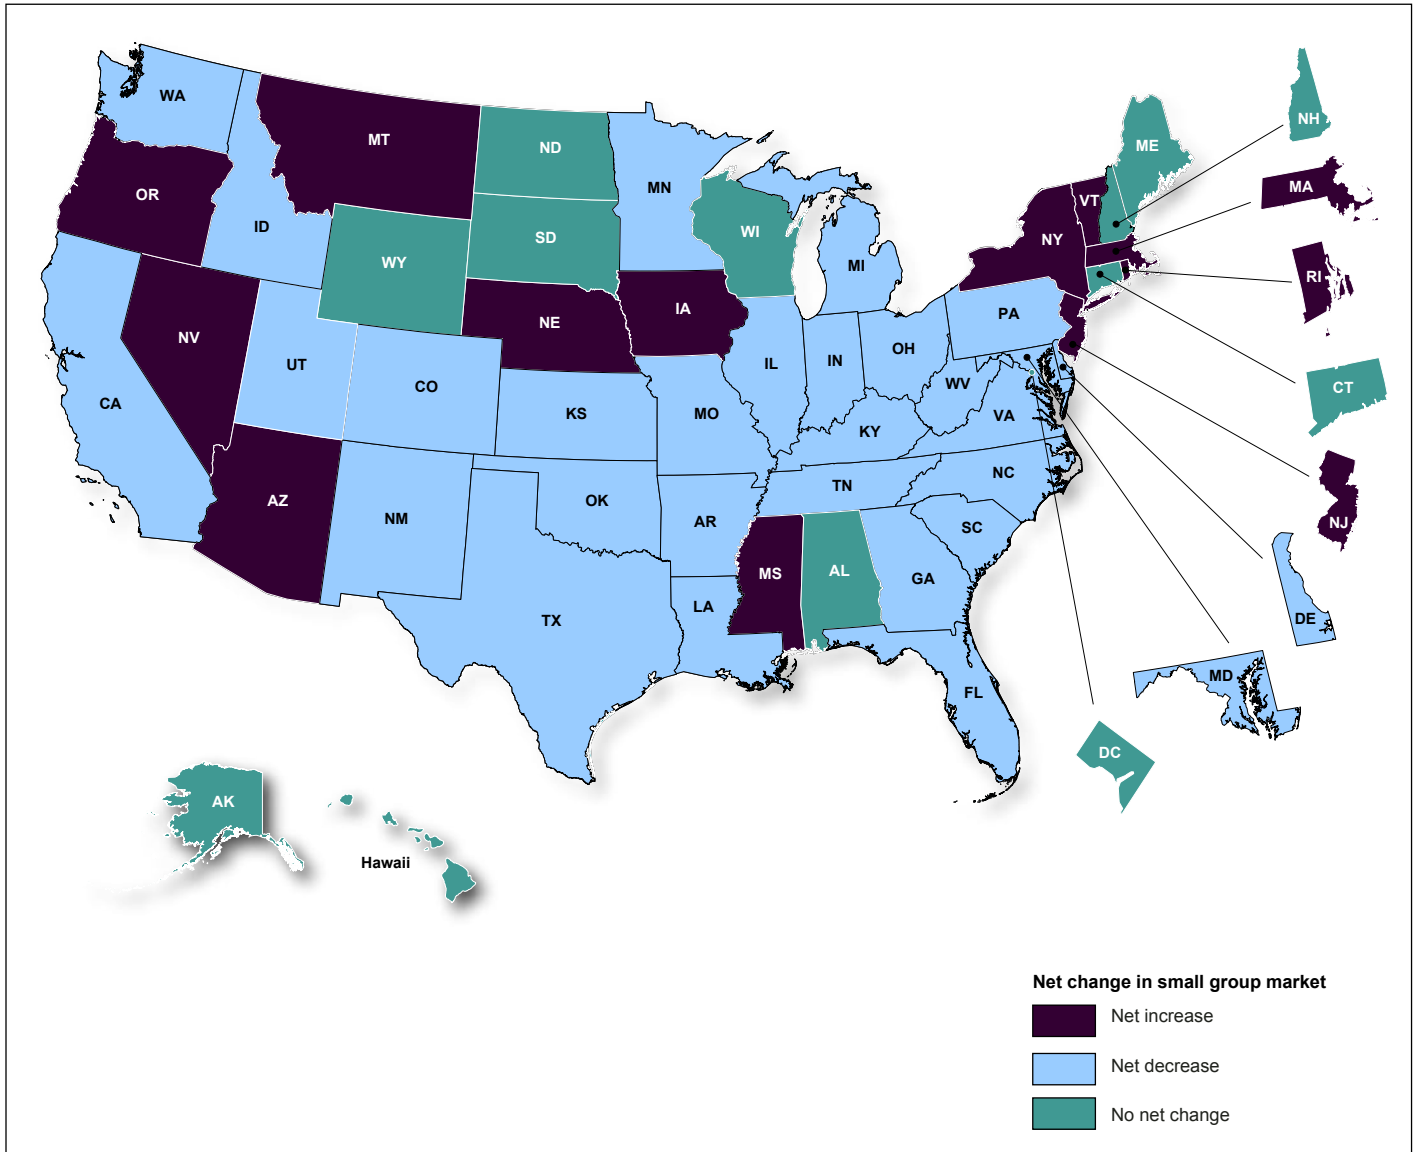 WA
MT
ND
MN
OR
ID
SD
WI
WY
MI
ME
VT
NY
NH
MA
RI
CT
NJ
DE
MD
DC
NV
UT
CO
NE
IA
IL
IN
OH
PA
CA
KS
MO
KY
WV
VA
AZ
NM
OK
AR
TN
NC
SC
TX
LA
MS
AL
GA
FL
AK
Hawaii
Net change in small group market
Net increase
Net decrease
No net change